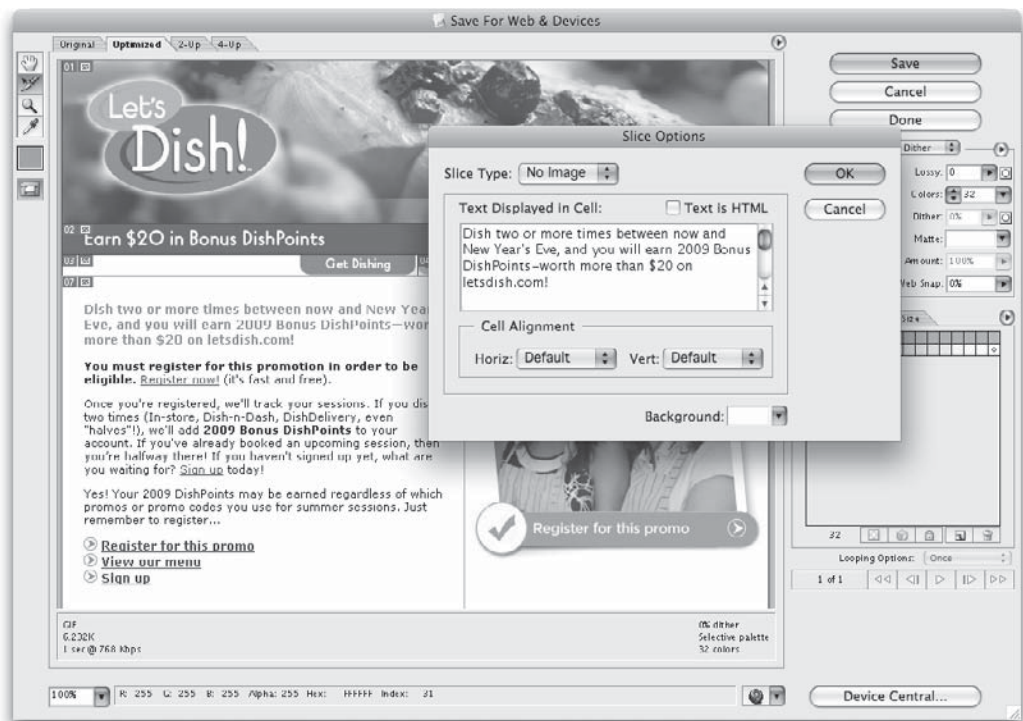 Save For Web & Devices
Original Optimized 2-Up 4-Up
01
Let's
Dish!
02 Earn $20 in Bonus DishPoints
03 Get Dishing 04
07
Dish two or more times between now and New Year
Eve, and you will earn 2009 Bonus DishPoints—wor
more than $20 on letsdish.com!
You must register for this promotion in order to be
eligible. Register now! (it's fast and free).
Once you're registered, we'll track your sessions. If you dis
two times (In-store, Dish-n-Dash, DishDelivery, even
"halves"!), we'll add 2009 Bonus DishPoints to your
account. If you've already booked an upcoming session, then
you're halfway there! If you haven't signed up yet, what are
you waiting for? Sign up today!
Yes! Your 2009 DishPoints may be earned regardless of which
promos or promo codes you use for summer sessions. Just
remember to register...
Register for this promo
View our menu
Sign up
Register for this promo
Slice Options
Slice Type: No Image
Text Displayed in Cell: Text is HTML
Dish two or more times between now and
New Year's Eve, and you will earn 2009 Bonus
DishPoints—worth more than $20 on
letsdish.com!
Cell Alignment
Horiz: Default Vert: Default
Background:
OK
Cancel
Save
Cancel
Done
Dither
Lossy: 0
Colors: 32
Dither: 0%
Matte:
Amount: 100%
Web Snap: 0%
Size
32
Looping Options: Once
1 of 1
GIF
6.232K
1 sec @ 768 Kbps
0% dither
Selective palette
32 colors
100% R: 255 G: 255 B: 255 Alpha: 255 Hex: FFFFFF Index: 31
Device Central...